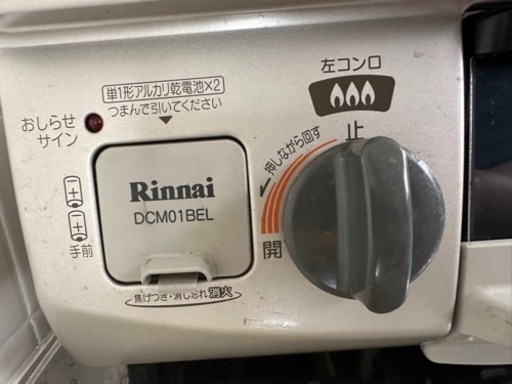 単1形アルカリ乾電池×2
つまんで引いてください
おしらせ
サイン
左コンロ
止
押しながら回す
開
Rinnai
DCM01BEL
手前
焦げつき・消し忘れ消火